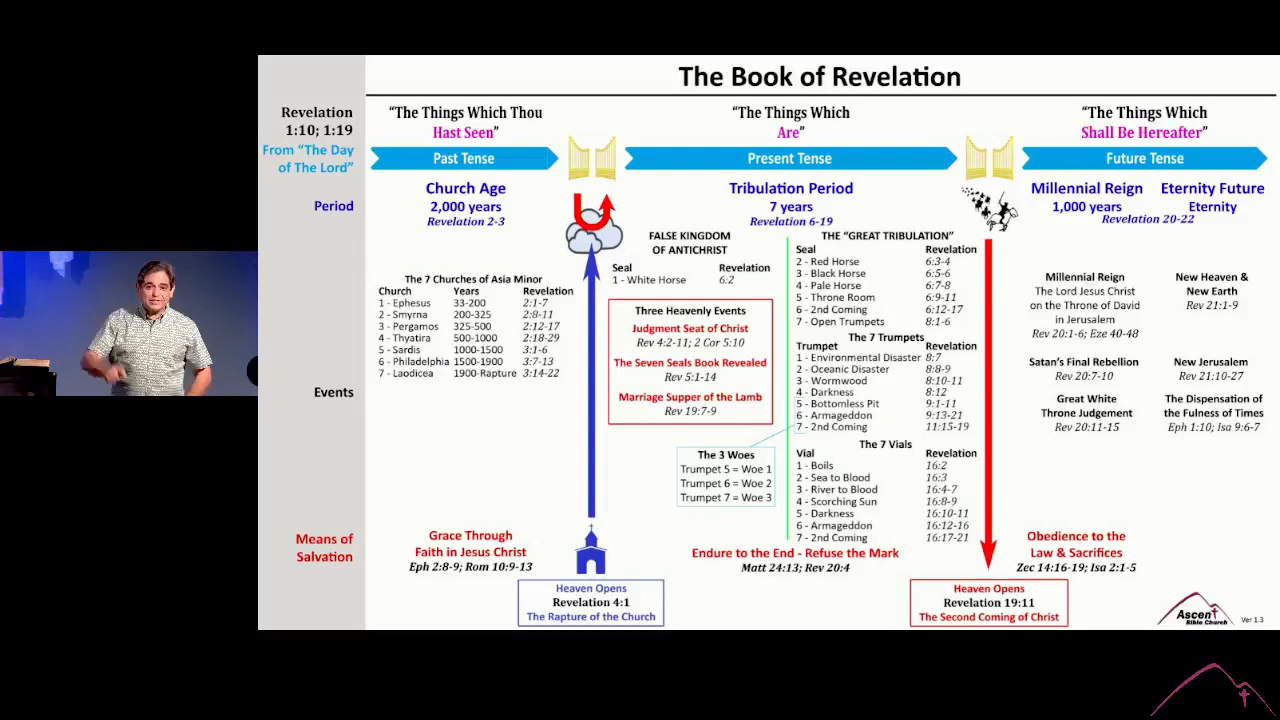 The Book of Revelation
Revelation
1:10; 1:19
From "The Day
of The Lord"
"The Things Which Thou
Hast Seen"
"The Things Which
Are"
"The Things Which
Shall Be Hereafter"
Past Tense
Present Tense
Future Tense
Period
Church Age
2,000 years
Revelation 2-3
Tribulation Period
7 years
Revelation 6-19
Millennial Reign
1,000 years
Eternity Future
Eternity
Revelation 20-22
Events
The 7 Churches of Asia Minor
Church Years Revelation
1 - Ephesus 33-200 2:1-7
2 - Smyrna 200-325 2:8-11
3 - Pergamos 325-500 2:12-17
4 - Thyatira 500-1000 2:18-29
5 - Sardis 1000-1500 3:1-6
6 - Philadelphia 1500-1900 3:7-13
7 - Laodicea 1900-Rapture 3:14-22
FALSE KINGDOM
OF ANTICHRIST
Seal Revelation
1 - White Horse 6:2
Three Heavenly Events
Judgment Seat of Christ
Rev 4:2-11; 2 Cor 5:10
The Seven Seals Book Revealed
Rev 5:1-14
Marriage Supper of the Lamb
Rev 19:7-9
The 3 Woes
Trumpet 5 = Woe 1
Trumpet 6 = Woe 2
Trumpet 7 = Woe 3
THE "GREAT TRIBULATION"
Seal Revelation
2 - Red Horse 6:3-4
3 - Black Horse 6:5-6
4 - Pale Horse 6:7-8
5 - Throne Room 6:9-11
6 - 2nd Coming 6:12-17
7 - Open Trumpets 8:1-6
The 7 Trumpets
Trumpet Revelation
1 - Environmental Disaster 8:7
2 - Oceanic Disaster 8:8-9
3 - Wormwood 8:10-11
4 - Darkness 8:12
5 - Bottomless Pit 9:1-11
6 - Armageddon 9:13-21
7 - 2nd Coming 11:15-19
The 7 Vials
Vial Revelation
1 - Boils 16:2
2 - Sea to Blood 16:3
3 - River to Blood 16:4-7
4 - Scorching Sun 16:8-9
5 - Darkness 16:10-11
6 - Armageddon 16:12-16
7 - 2nd Coming 16:17-21
Millennial Reign
The Lord Jesus Christ
on the Throne of David
in Jerusalem
Rev 20:1-6; Eze 40-48
Satan's Final Rebellion
Rev 20:7-10
Great White
Throne Judgement
Rev 20:11-15
New Heaven &
New Earth
Rev 21:1-9
New Jerusalem
Rev 21:10-27
The Dispensation of
the Fulness of Times
Eph 1:10; Isa 9:6-7
Means of
Salvation
Grace Through
Faith in Jesus Christ
Eph 2:8-9; Rom 10:9-13
Endure to the End - Refuse the Mark
Matt 24:13; Rev 20:4
Obedience to the
Law & Sacrifices
Zec 14:16-19; Isa 2:1-5
Heaven Opens
Revelation 4:1
The Rapture of the Church
Heaven Opens
Revelation 19:11
The Second Coming of Christ
Ascent
Bible Church
Ver 1.3